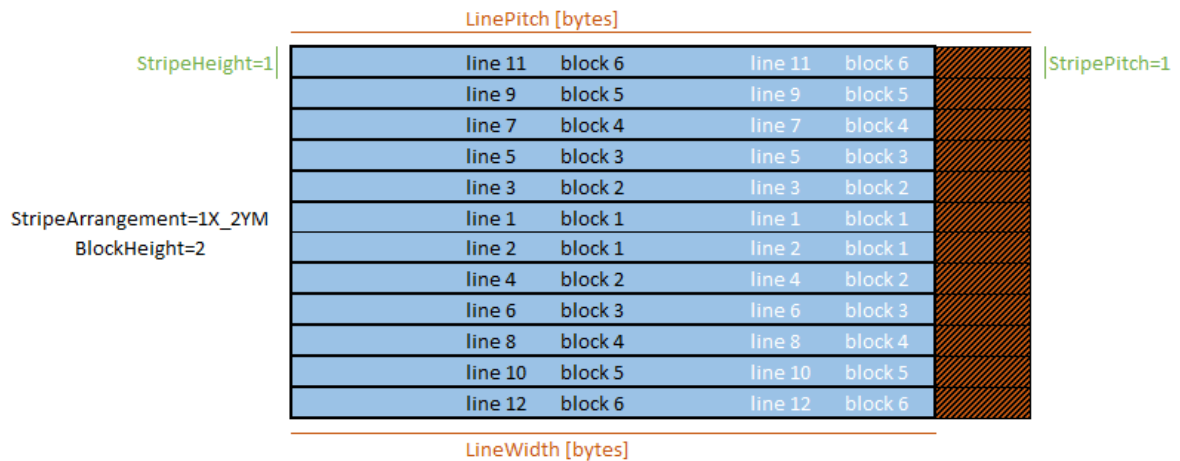 LinePitch [bytes]
StripeHeight=1 line 11 block 6 line 11 block 6 StripePitch=1
line 9 block 5 line 9 block 5
line 7 block 4 line 7 block 4
line 5 block 3 line 5 block 3
line 3 block 2 line 3 block 2
StripeArrangement=1X_2YM line 1 block 1 line 1 block 1
BlockHeight=2 line 2 block 1 line 2 block 1
line 4 block 2 line 4 block 2
line 6 block 3 line 6 block 3
line 8 block 4 line 8 block 4
line 10 block 5 line 10 block 5
line 12 block 6 line 12 block 6
LineWidth [bytes]